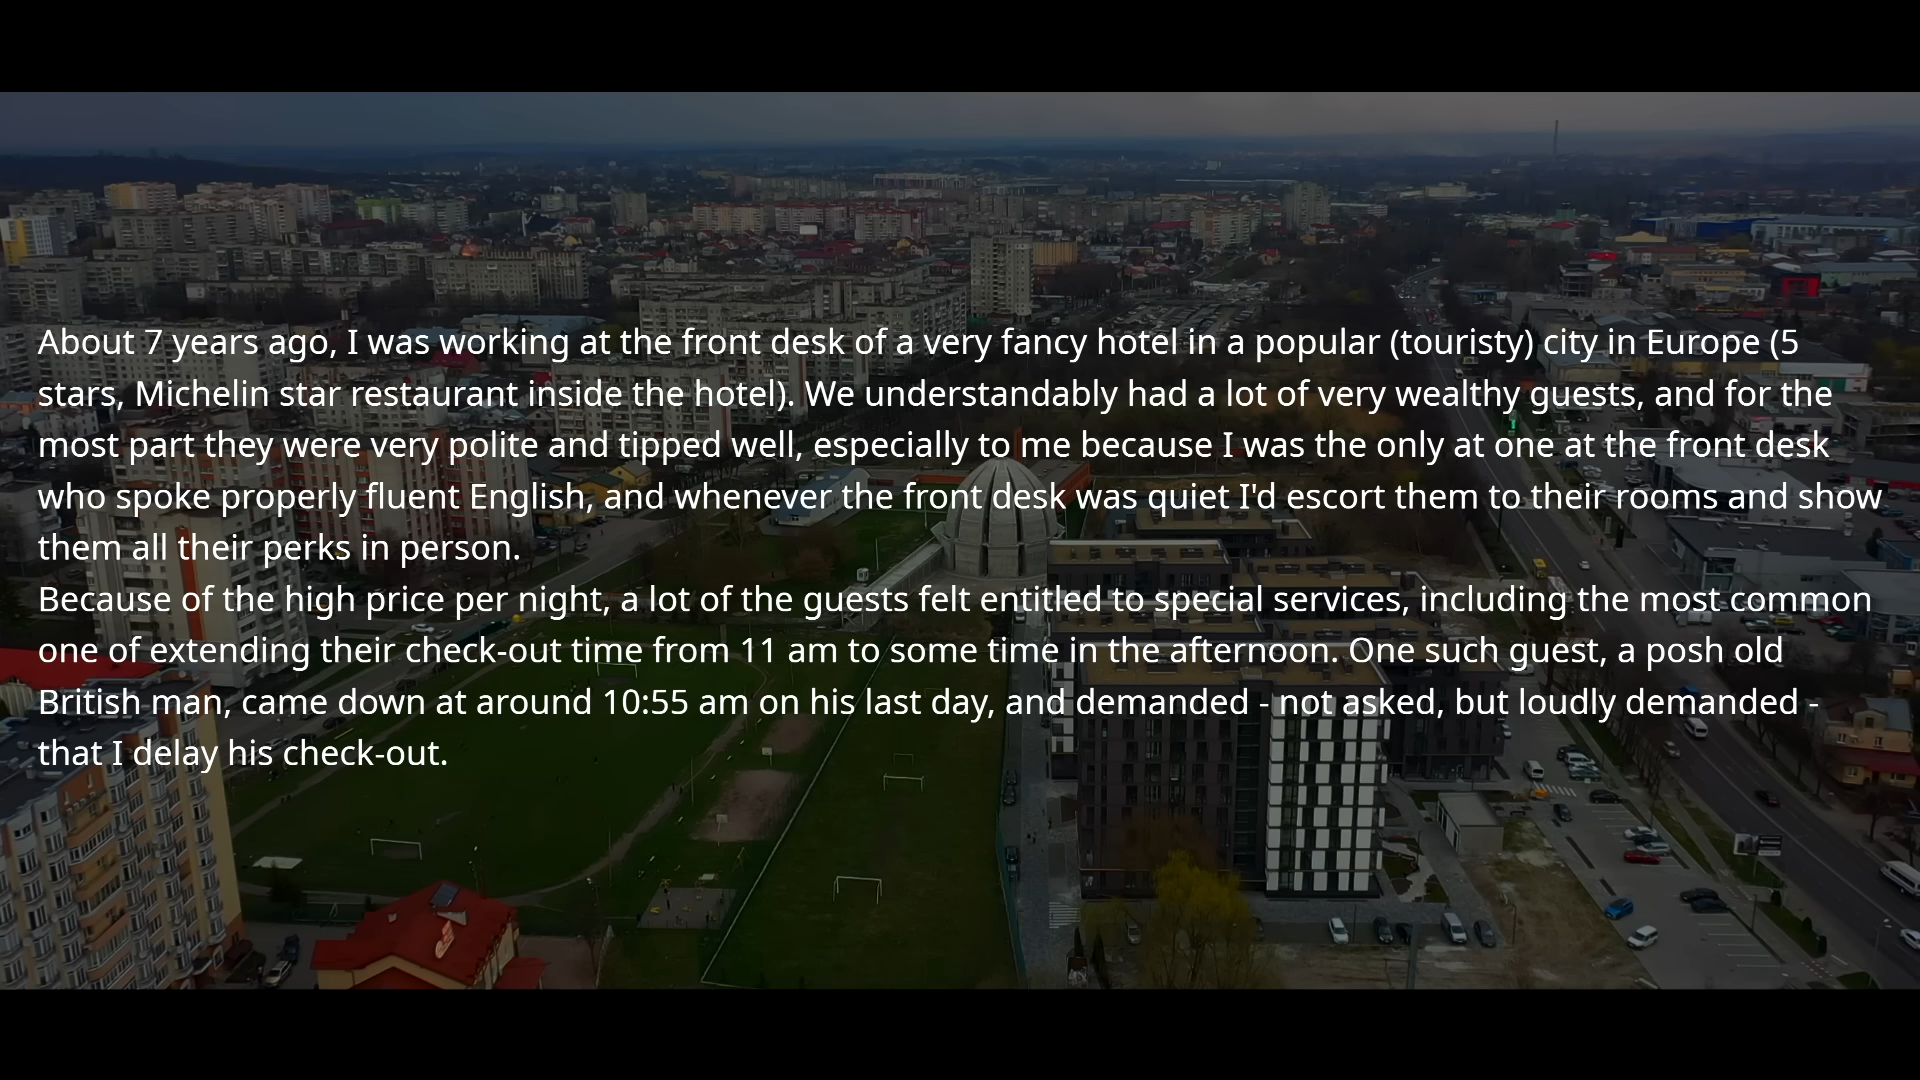 About 7 years ago, I was working at the front desk of a very fancy hotel in a popular (touristy) city in Europe (5
stars, Michelin star restaurant inside the hotel). We understandably had a lot of very wealthy guests, and for the
most part they were very polite and tipped well, especially to me because I was the only at one at the front desk
who spoke properly fluent English, and whenever the front desk was quiet I'd escort them to their rooms and show
them all their perks in person.
Because of the high price per night, a lot of the guests felt entitled to special services, including the most common
one of extending their check-out time from 11 am to some time in the afternoon. One such guest, a posh old
British man, came down at around 10:55 am on his last day, and demanded - not asked, but loudly demanded -
that I delay his check-out.